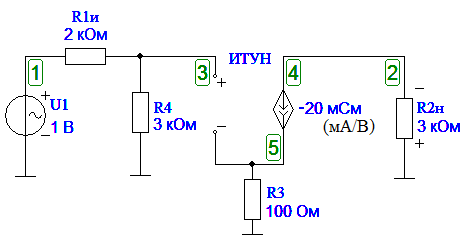 R1и
2 кОм
ИТУН
1
3
4
2
+
+
U1
1 В
−
R4
3 кОм
−
-20 мСм
(мА/В)
−
R2н
3 кОм
+
5
R3
100 Ом